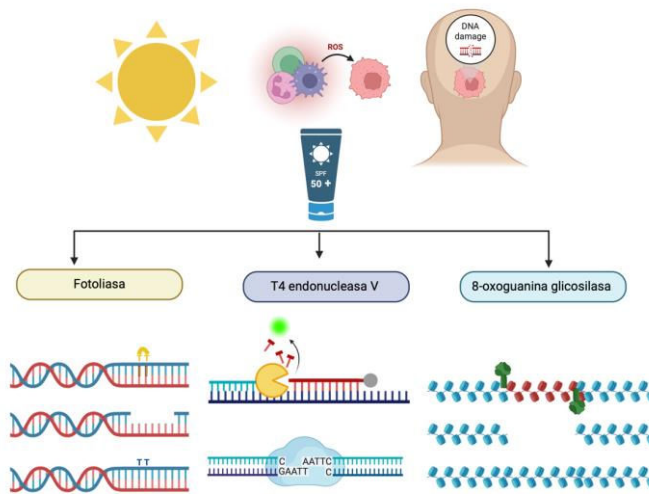 ROS
DNA
damage
SPF
50 +
Fotoliasa
T4 endonucleasa V
8-oxoguanina glicosilasa
TT
C AATTC
GAATT C